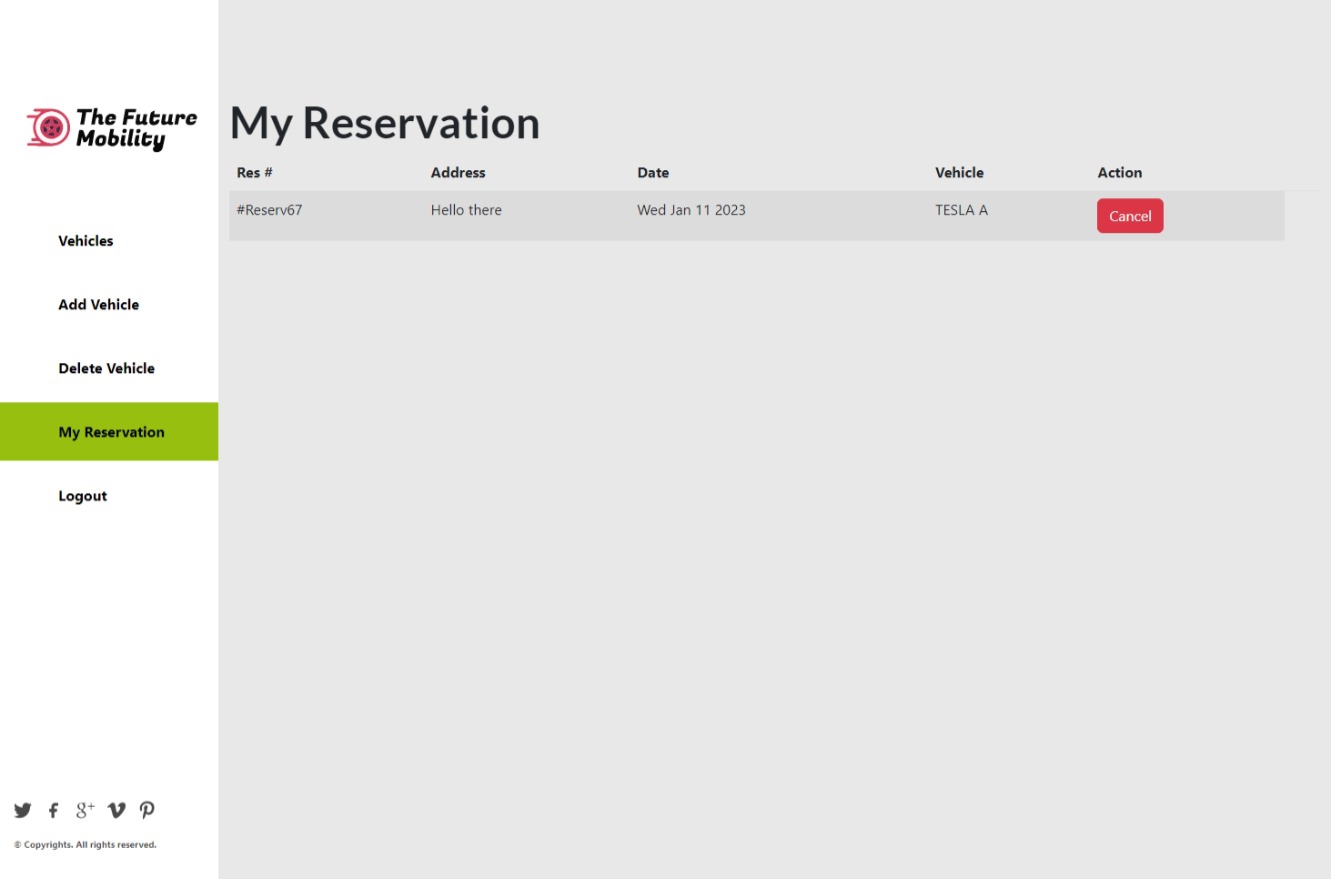 The Future
Mobility
Vehicles
Add Vehicle
Delete Vehicle
My Reservation
Logout
© Copyrights. All rights reserved.
My Reservation
Res # Address Date Vehicle Action
#Reserv67 Hello there Wed Jan 11 2023 TESLA A Cancel